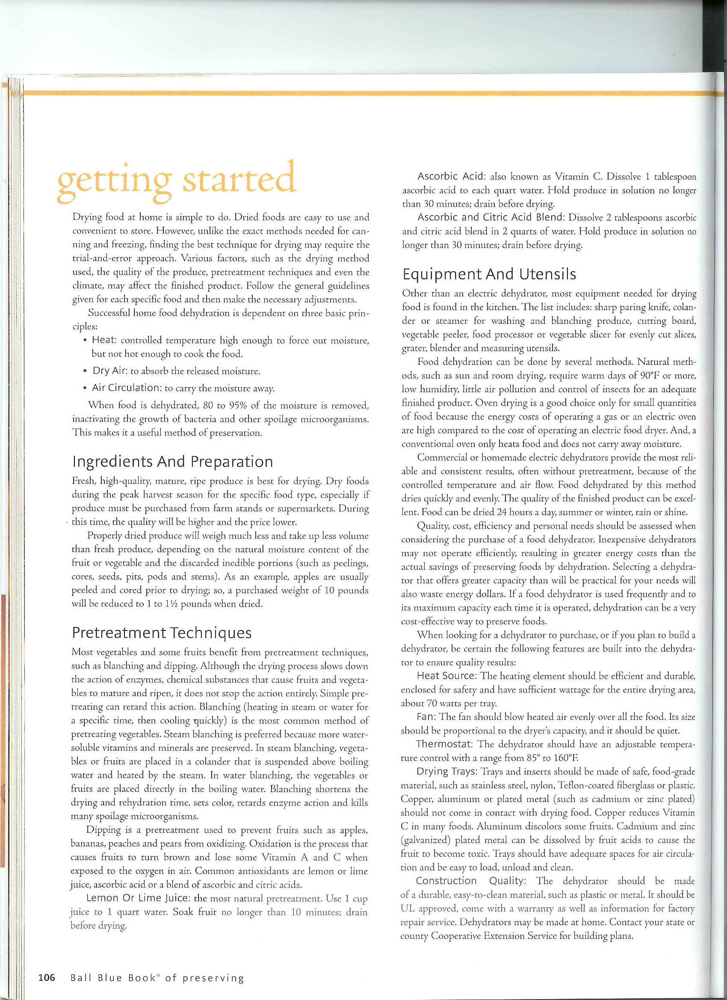 getting started
Drying food at home is simple to do. Dried foods are easy to use and
convenient to store. However, unlike the exact methods needed for can-
ning and freezing, finding the best technique for drying may require the
trial-and-error approach. Various factors, such as the drying method
used, the quality of the produce, pretreatment techniques and even the
climate, may affect the finished product. Follow the general guidelines
given for each specific food and then make the necessary adjustments.
Successful home food dehydration is dependent on three basic prin-
ciples:
• Heat: controlled temperature high enough to force out moisture,
but not hot enough to cook the food.
• Dry Air: to absorb the released moisture.
• Air Circulation: to carry the moisture away.
When food is dehydrated, 80 to 95% of the moisture is removed,
inactivating the growth of bacteria and other spoilage microorganisms.
This makes it a useful method of preservation.
Ingredients And Preparation
Fresh, high-quality, mature, ripe produce is best for drying. Dry foods
during the peak harvest season for the specific food type, especially if
produce must be purchased from farm stands or supermarkets. During
this time, the quality will be higher and the price lower.
Properly dried produce will weigh much less and take up less volume
than fresh produce, depending on the natural moisture content of the
fruit or vegetable and the discarded inedible portions (such as peelings,
cores, seeds, pits, pods and stems). As an example, apples are usually
peeled and cored prior to drying; so, a purchased weight of 10 pounds
will be reduced to 1 to 1½ pounds when dried.
Pretreatment Techniques
Most vegetables and some fruits benefit from pretreatment techniques,
such as blanching and dipping. Although the drying process slows down
the action of enzymes, chemical substances that cause fruits and vegeta-
bles to mature and ripen, it does not stop the action entirely. Simple pre-
treating can retard this action. Blanching (heating in steam or water for
a specific time, then cooling quickly) is the most common method of
pretreating vegetables. Steam blanching is preferred because more water-
soluble vitamins and minerals are preserved. In steam blanching, vegeta-
bles or fruits are placed in a colander that is suspended above boiling
water and heated by the steam. In water blanching, the vegetables or
fruits are placed directly in the boiling water. Blanching shortens the
drying and rehydration time, sets color, retards enzyme action and kills
many spoilage microorganisms.
Dipping is a pretreatment used to prevent fruits such as apples,
bananas, peaches and pears from oxidizing. Oxidation is the process that
causes fruits to turn brown and lose some Vitamin A and C when
exposed to the oxygen in air. Common antioxidants are lemon or lime
juice, ascorbic acid or a blend of ascorbic and citric acids.
Lemon Or Lime Juice: the most natural pretreatment. Use 1 cup
juice to 1 quart water. Soak fruit no longer than 10 minutes; drain
before drying.
Ascorbic Acid: also known as Vitamin C. Dissolve 1 tablespoon
ascorbic acid to each quart water. Hold produce in solution no longer
than 30 minutes; drain before drying.
Ascorbic and Citric Acid Blend: Dissolve 2 tablespoons ascorbic
and citric acid blend in 2 quarts of water. Hold produce in solution no
longer than 30 minutes; drain before drying.
Equipment And Utensils
Other than an electric dehydrator, most equipment needed for drying
food is found in the kitchen. The list includes: sharp paring knife, colan-
der or steamer for washing and blanching produce, cutting board,
vegetable peeler, food processor or vegetable slicer for evenly cut slices,
grater, blender and measuring utensils.
Food dehydration can be done by several methods. Natural meth-
ods, such as sun and room drying, require warm days of 90°F or more,
low humidity, little air pollution and control of insects for an adequate
finished product. Oven drying is a good choice only for small quantities
of food because the energy costs of operating a gas or an electric oven
are high compared to the cost of operating an electric food dryer. And, a
conventional oven only heats food and does not carry away moisture.
Commercial or homemade electric dehydrators provide the most reli-
able and consistent results, often without pretreatment, because of the
controlled temperature and air flow. Food dehydrated by this method
dries quickly and evenly. The quality of the finished product can be excel-
lent. Food can be dried 24 hours a day, summer or winter, rain or shine.
Quality, cost, efficiency and personal needs should be assessed when
considering the purchase of a food dehydrator. Inexpensive dehydrators
may not operate efficiently, resulting in greater energy costs than the
actual savings of preserving foods by dehydration. Selecting a dehydra-
tor that offers greater capacity than will be practical for your needs will
also waste energy dollars. If a food dehydrator is used frequently and to
its maximum capacity each time it is operated, dehydration can be a very
cost-effective way to preserve foods.
When looking for a dehydrator to purchase, or if you plan to build a
dehydrator, be certain the following features are built into the dehydra-
tor to ensure quality results:
Heat Source: The heating element should be efficient and durable,
enclosed for safety and have sufficient wattage for the entire drying area,
about 70 watts per tray.
Fan: The fan should blow heated air evenly over all the food. Its size
should be proportional to the dryer's capacity, and it should be quiet.
Thermostat: The dehydrator should have an adjustable tempera-
ture control with a range from 85° to 160°F.
Drying Trays: Trays and inserts should be made of safe, food-grade
material, such as stainless steel, nylon, Teflon-coated fiberglass or plastic.
Copper, aluminum or plated metal (such as cadmium or zinc plated)
should not come in contact with drying food. Copper reduces Vitamin
C in many foods. Aluminum discolors some fruits. Cadmium and zinc
(galvanized) plated metal can be dissolved by fruit acids to cause the
fruit to become toxic. Trays should have adequate spaces for air circula-
tion and be easy to load, unload and clean.
Construction Quality: The dehydrator should be made
of a durable, easy-to-clean material, such as plastic or metal. It should be
UL approved, come with a warranty as well as information for factory
repair service. Dehydrators may be made at home. Contact your state or
county Cooperative Extension Service for building plans.
106 Ball Blue Book® of preserving